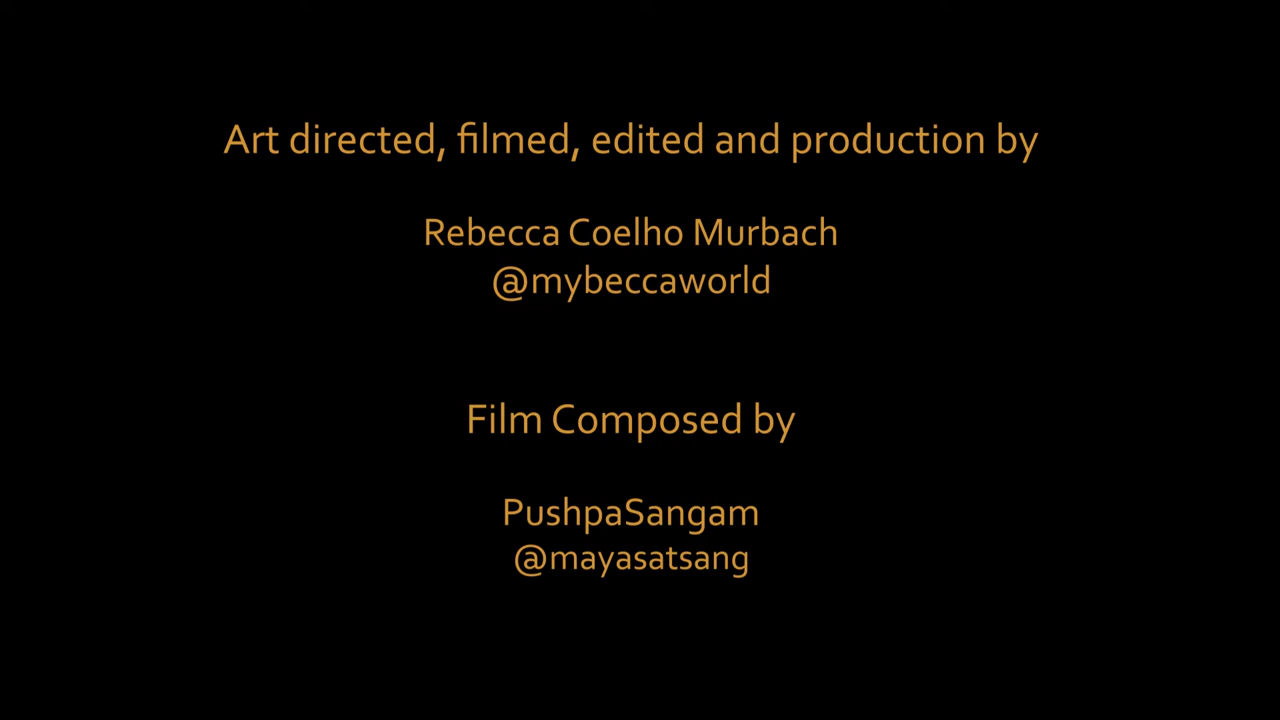 Art directed, filmed, edited and production by
Rebecca Coelho Murbach
@mybeccaworld
Film Composed by
PushpaSangam
@mayasatsang